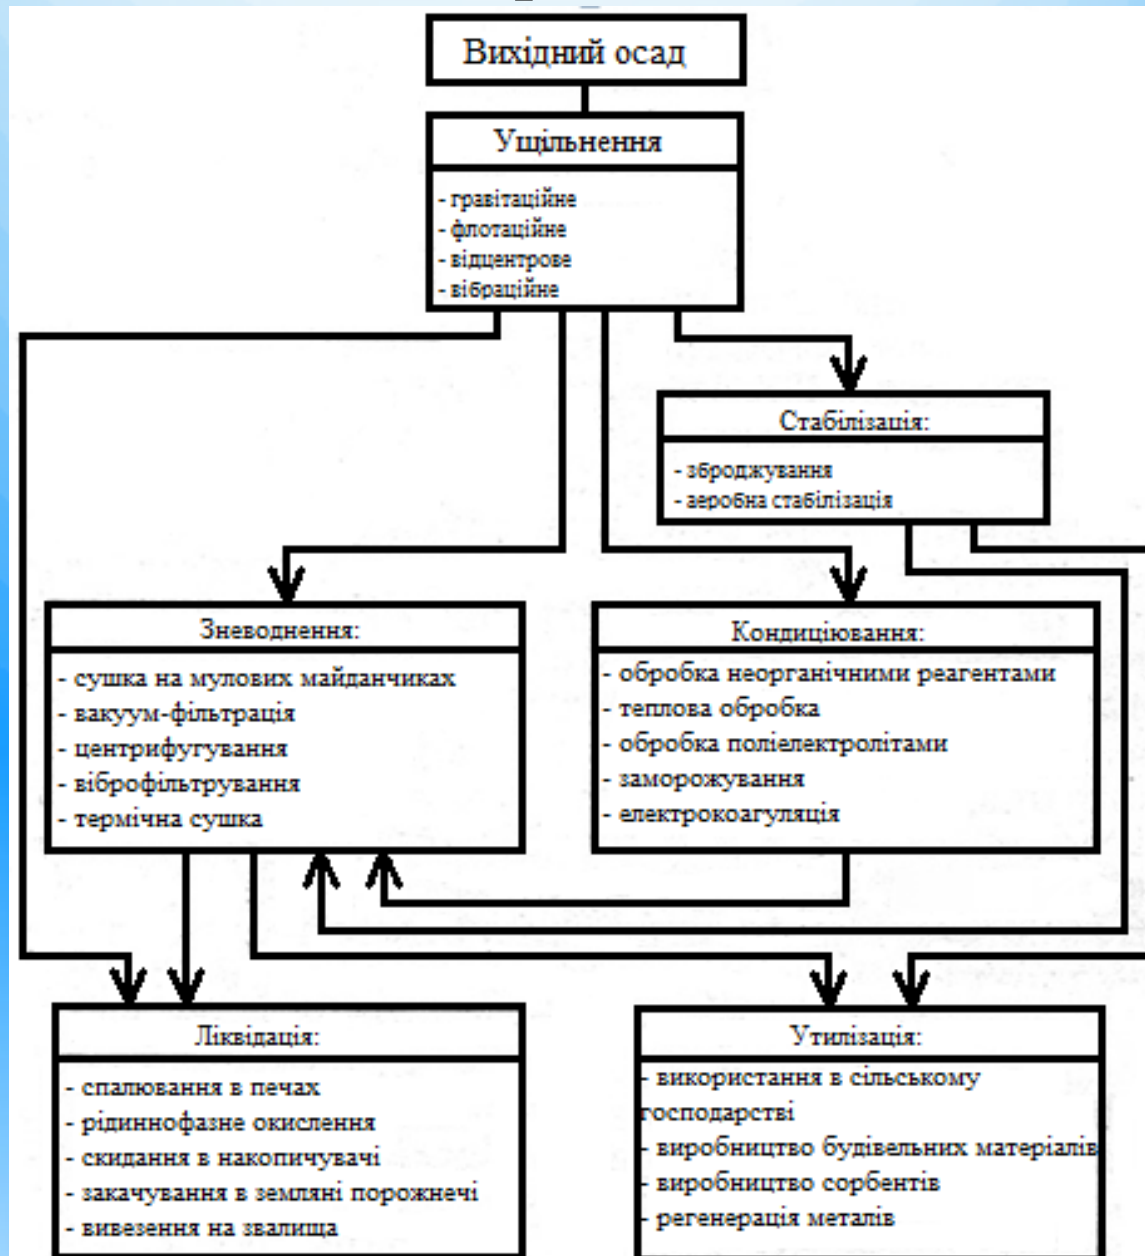 Вихідний осад
Ущільнення
- гравітаційне
- флотаційне
- відцентрове
- вібраційне
Стабілізація:
- зброджування
- аеробна стабілізація
Зневоднення:
- сушка на мулових майданчиках
- вакуум-фільтрація
- центрифугування
- віброфільтрування
- термічна сушка
Кондиціювання:
- обробка неорганічними реагентами
- теплова обробка
- обробка поліелектролітами
- заморожування
- електрокоагуляція
Ліквідація:
- спалювання в печах
- рідиннофазне окислення
- скидання в накопичувачі
- закачування в земляні порожнечі
- вивезення на звалища
Утилізація:
- використання в сільському
господарстві
- виробництво будівельних матеріалів
- виробництво сорбентів
- регенерація металів